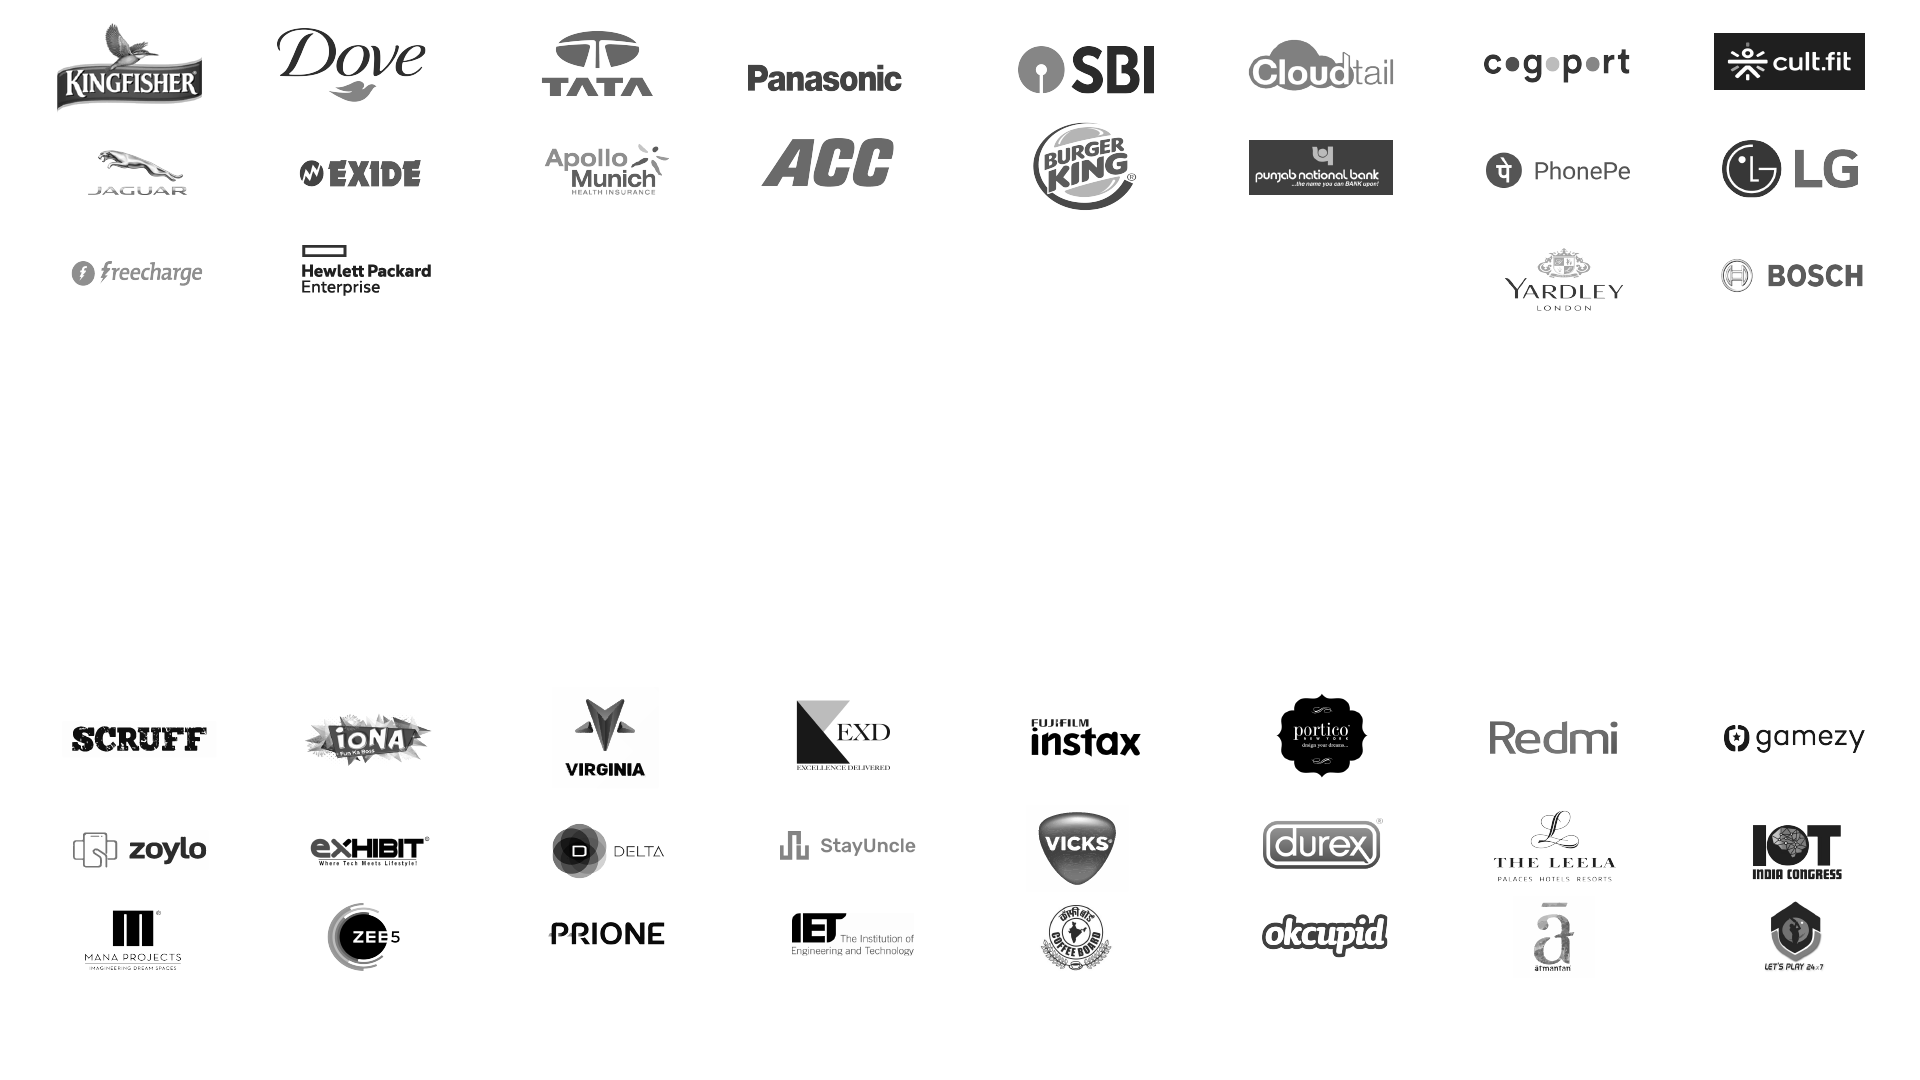 KINGFISHER
Dove
TATA
Panasonic
SBI
Cloudtail
cogoport
cult.fit
JAGUAR
EXIDE
Apollo
Munich
HEALTH INSURANCE
ACC
BURGER
KING®
punjab national bank
...the name you can BANK upon!
पे PhonePe
LG
freecharge
Hewlett Packard
Enterprise
YARDLEY
LONDON
BOSCH
SCRUFF
iONA
VIRGINIA
EXD
EXCELLENCE DELIVERED
FUJIFILM
instax
portico
NEW YORK
design your dreams...
Redmi
gamezy
zoylo
eXHIBIT®
Where Tech Meets Lifestyle!
D DELTA
StayUncle
VICKS®
durex®
L
THE LEELA
PALACES HOTELS RESORTS
IOT
INDIA CONGRESS
M®
MANA PROJECTS
IMAGINEERING DREAM SPACES
ZEE5
PRIONE
IET The Institution of
Engineering and Technology
कॉफ़ी बोर्ड
COFFEE BOARD
okcupid
ā
ātmantan
LET'S PLAY 24x7